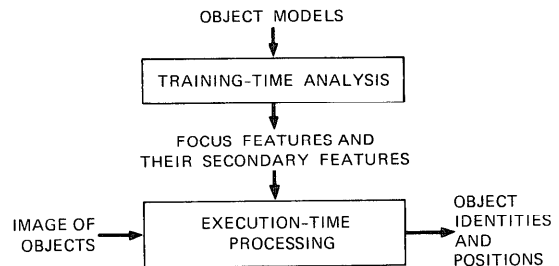 OBJECT MODELS
TRAINING-TIME ANALYSIS
FOCUS FEATURES AND
THEIR SECONDARY FEATURES
IMAGE OF
OBJECTS
EXECUTION-TIME
PROCESSING
OBJECT
IDENTITIES
AND
POSITIONS